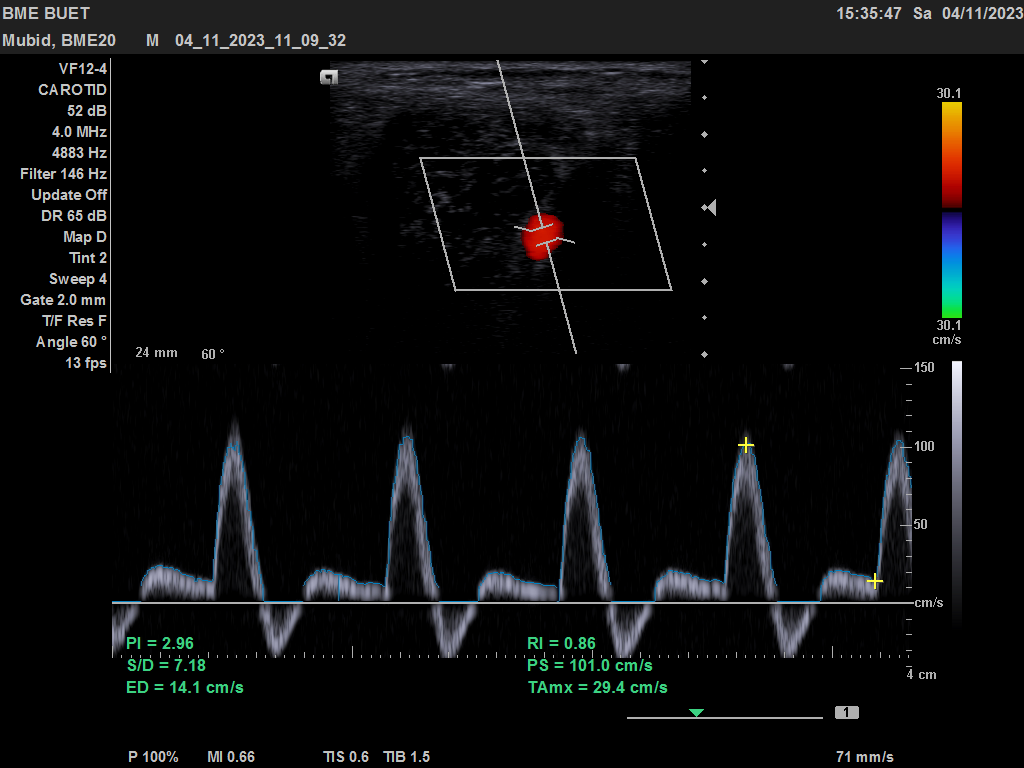 BME BUET 15:35:47 Sa 04/11/2023
Mubid, BME20 M 04_11_2023_11_09_32
VF12-4
CAROTID
52 dB
4.0 MHz
4883 Hz
Filter 146 Hz
Update Off
DR 65 dB
Map D
Tint 2
Sweep 4
Gate 2.0 mm
T/F Res F
Angle 60 °
13 fps
24 mm 60 °
30.1
30.1
cm/s
150
100
50
cm/s
4 cm
PI = 2.96
S/D = 7.18
ED = 14.1 cm/s
RI = 0.86
PS = 101.0 cm/s
TAmx = 29.4 cm/s
1
P 100% MI 0.66 TIS 0.6 TIB 1.5 71 mm/s